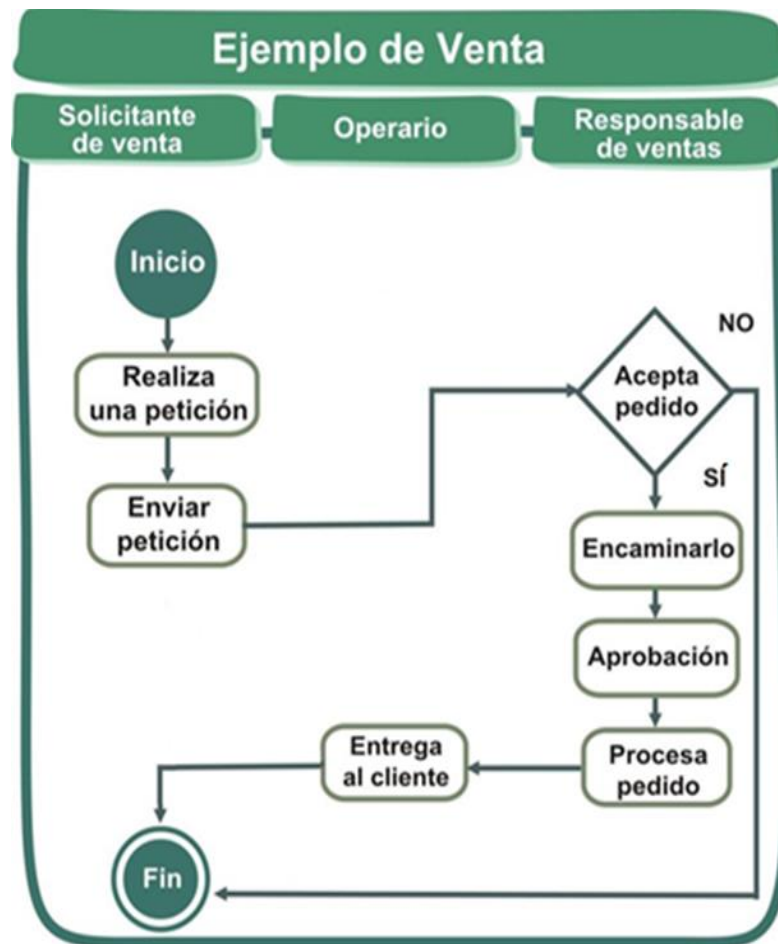 Ejemplo de Venta
Solicitante
de venta
Operario
Responsable
de ventas
Inicio
Realiza
una petición
Enviar
petición
Acepta
pedido
NO
SÍ
Encaminarlo
Aprobación
Procesa
pedido
Entrega
al cliente
Fin